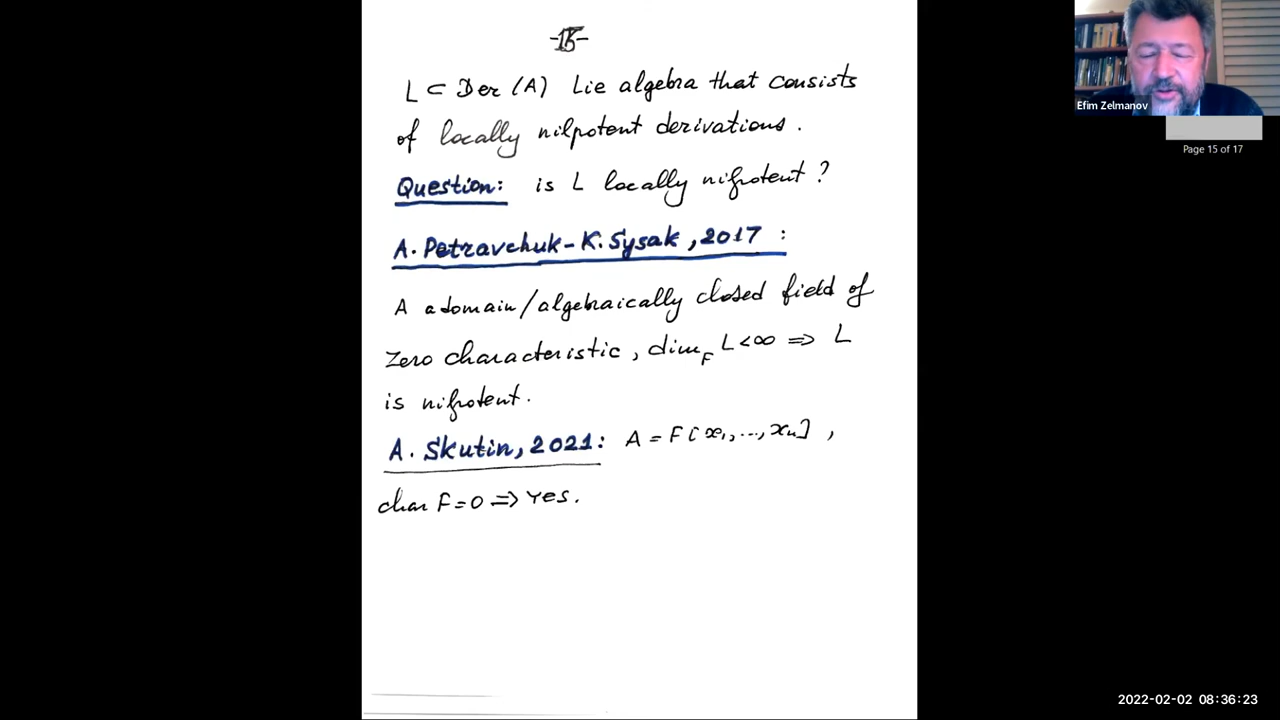 -15-
L ⊂ Der (A) Lie algebra that consists
of locally nilpotent derivations.
Question: is L locally nilpotent?
A. Petravchuk - K. Sysak, 2017 :
A a domain/algebraically closed field of
zero characteristic, dim_F L < ∞ ⇒ L
is nilpotent.
A. Skutin, 2021: A = F[x₁, ..., xₙ] ,
char F = 0 ⇒ Yes.
Efim Zelmanov
Page 15 of 17
2022-02-02 08:36:23